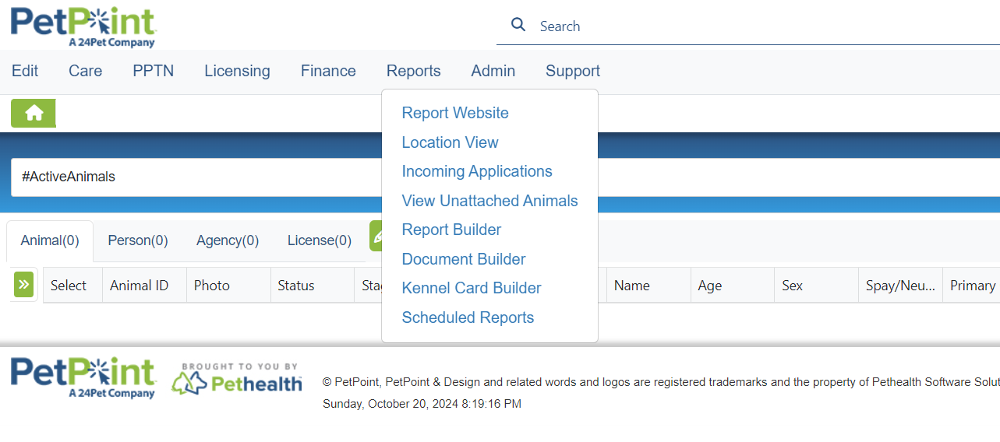 PetPoint
A 24Pet Company
Search
Edit Care PPTN Licensing Finance Reports Admin Support
Report Website
Location View
Incoming Applications
View Unattached Animals
Report Builder
Document Builder
Kennel Card Builder
Scheduled Reports
#ActiveAnimals
Animal(0) Person(0) Agency(0) License(0)
Select Animal ID Photo Status Name Age Sex Spay/Neu... Primary
PetPoint
A 24Pet Company
BROUGHT TO YOU BY
Pethealth
© PetPoint, PetPoint & Design and related words and logos are registered trademarks and the property of Pethealth Software
Sunday, October 20, 2024 8:19:16 PM